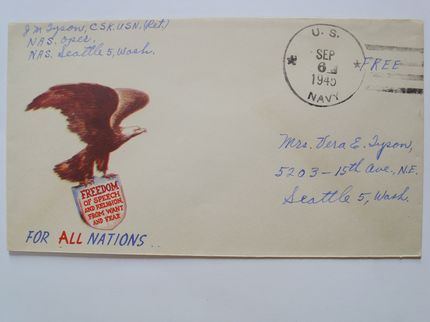 J M Tyson, CSK. USN. (Ret)
NAS. Oper.
NAS. Seattle 5, Wash.
U. S.
SEP
6
1945
NAVY
FREE
Mrs. Vera E. Tyson,
5203-15th Ave., N.E.
Seattle 5, Wash.
FREEDOM
OF SPEECH
AND RELIGION,
FROM WANT
AND FEAR
FOR ALL NATIONS..